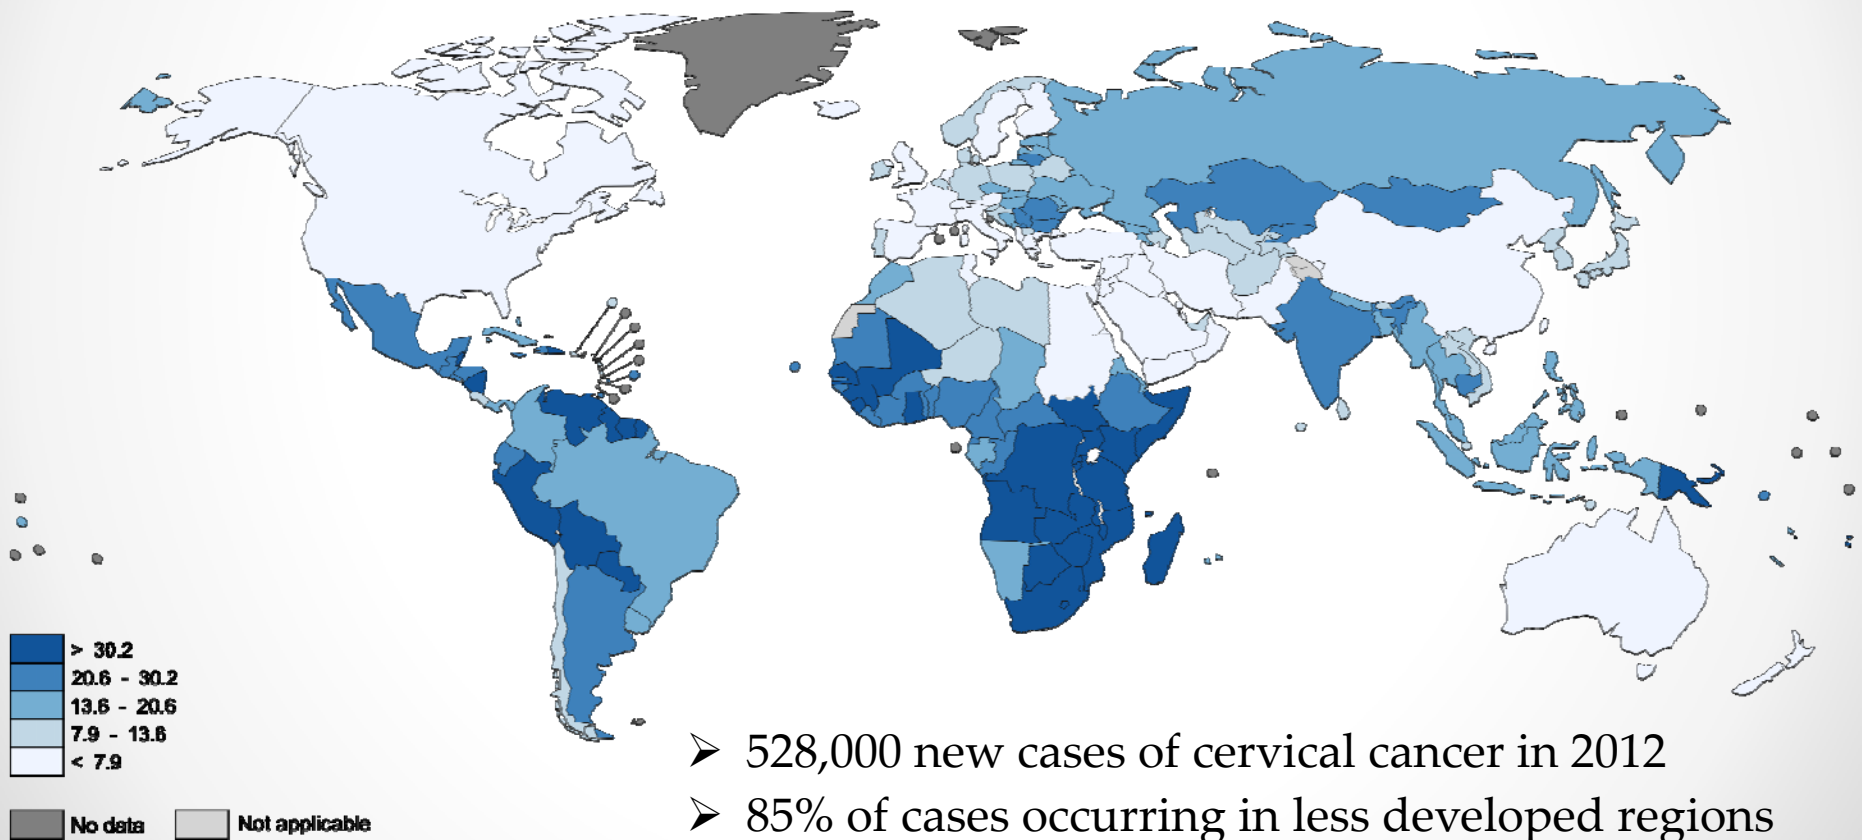 > 30.2
20.6 - 30.2
13.6 - 20.6
7.9 - 13.6
< 7.9
No data
Not applicable
➢ 528,000 new cases of cervical cancer in 2012
➢ 85% of cases occurring in less developed regions